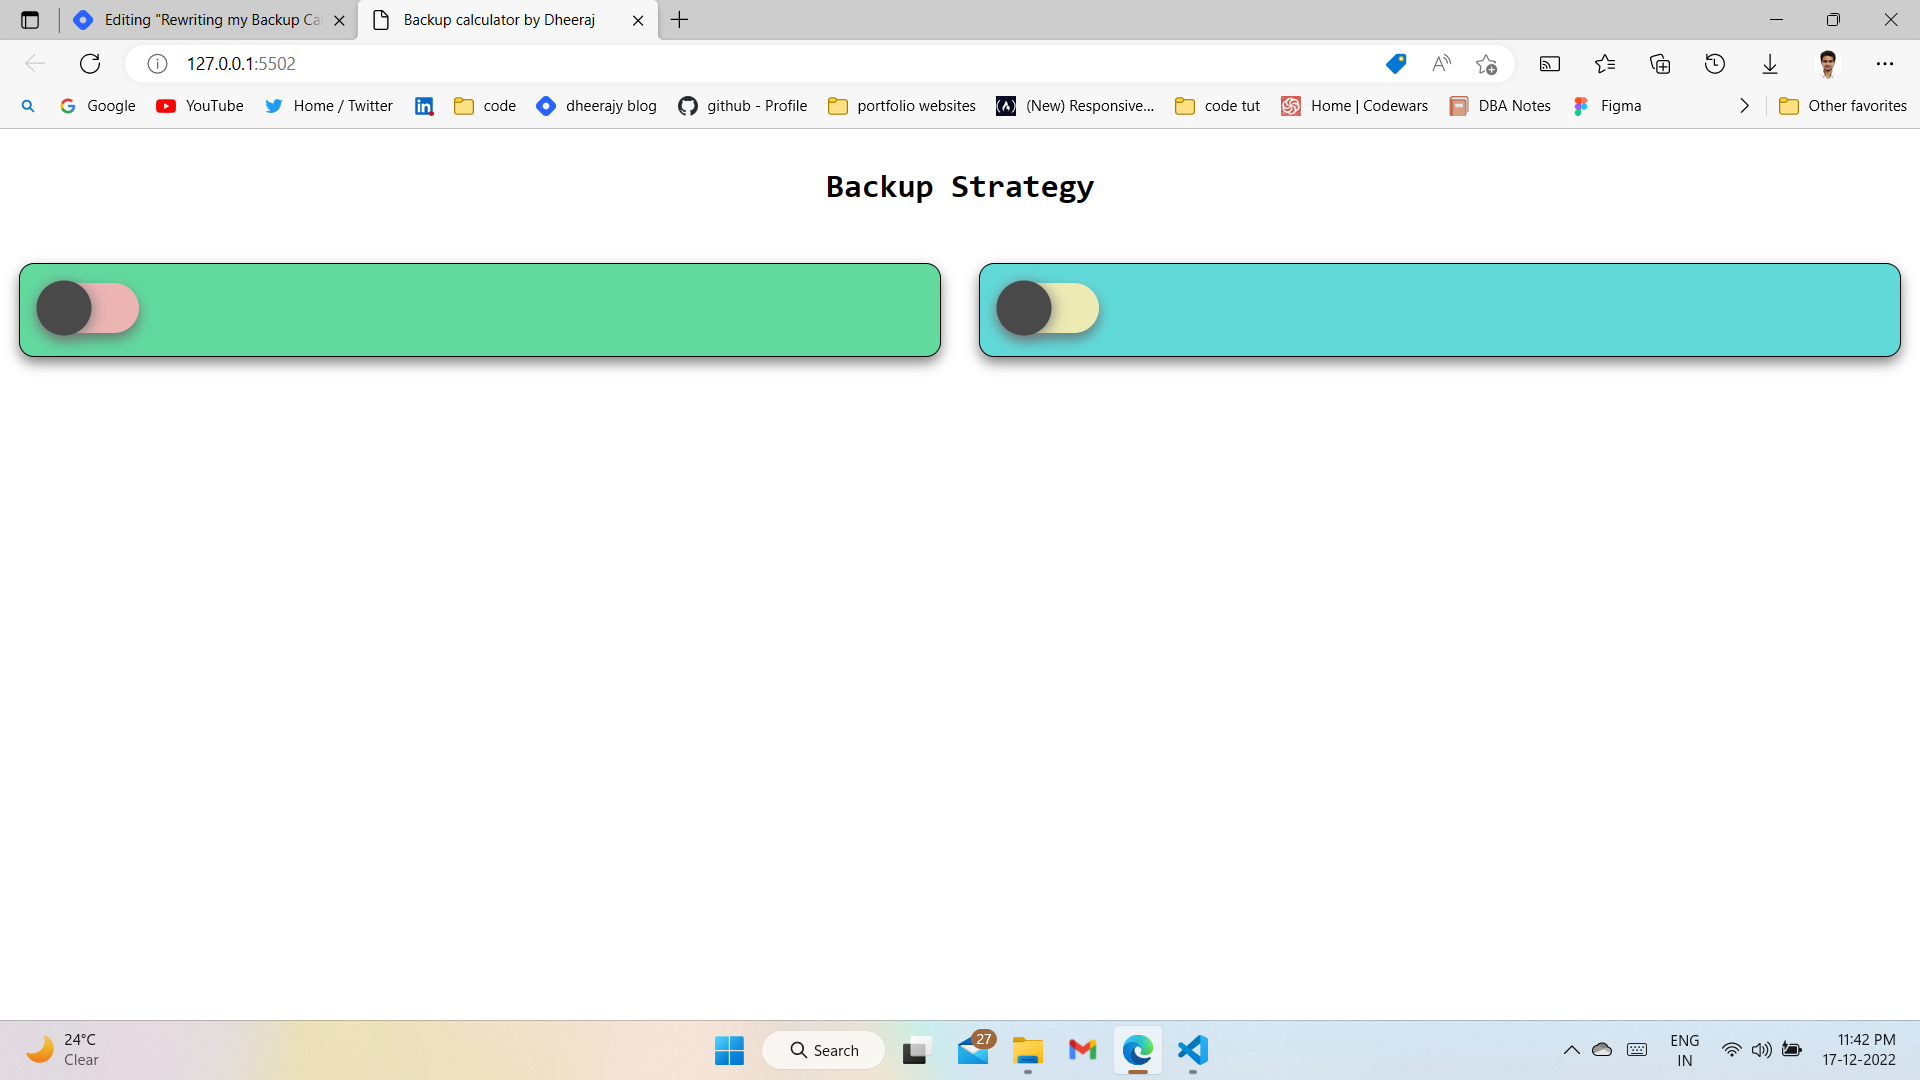 Editing "Rewriting my Backup Ca
Backup calculator by Dheeraj
127.0.0.1:5502
Google
YouTube
Home / Twitter
code
dheerajy blog
github - Profile
portfolio websites
(New) Responsive...
code tut
Home | Codewars
DBA Notes
Figma
Other favorites
Backup Strategy
24°C
Clear
Search
27
ENG
IN
11:42 PM
17-12-2022